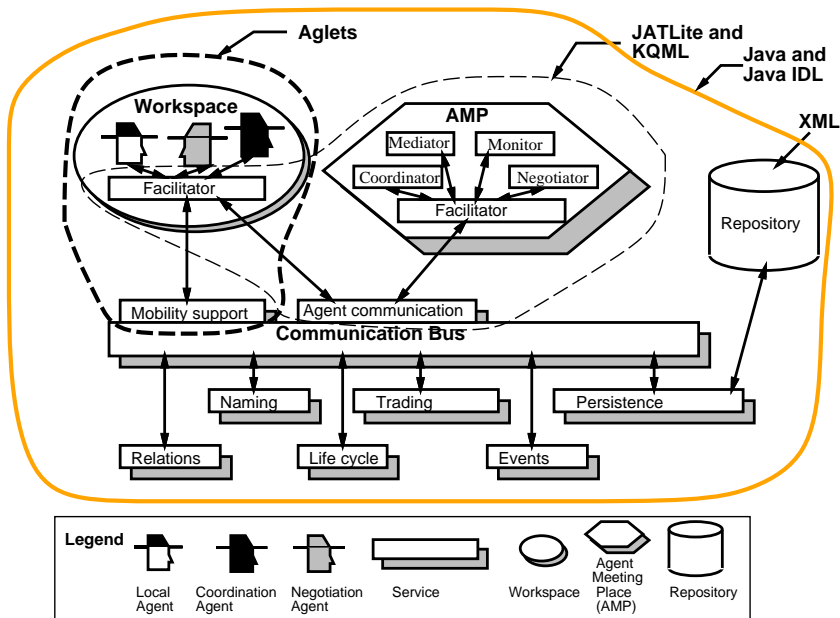 Aglets
JATLite and
KQML
Java and
Java IDL
XML
Workspace
AMP
Mediator
Monitor
Coordinator
Negotiator
Facilitator
Facilitator
Repository
Mobility support
Agent communication
Communication Bus
Naming
Trading
Persistence
Relations
Life cycle
Events
Legend
Local
Agent
Coordination
Agent
Negotiation
Agent
Service
Workspace
Agent
Meeting
Place
(AMP)
Repository